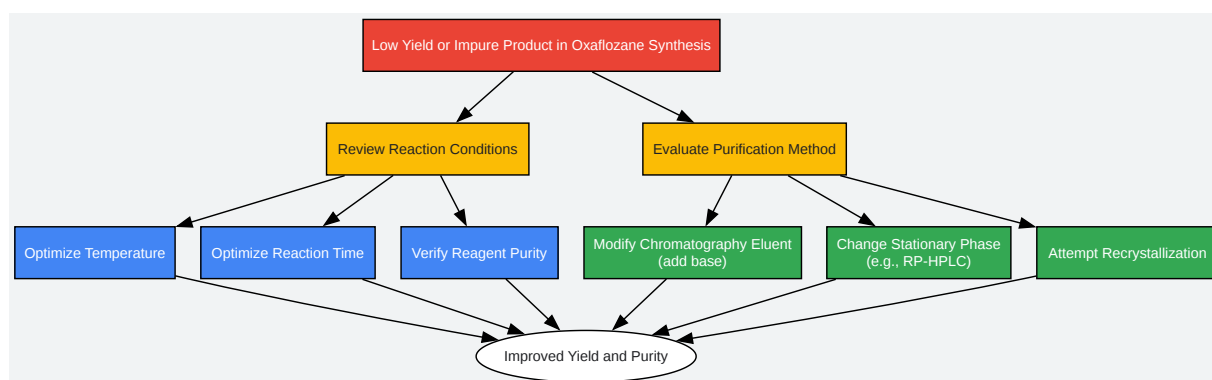 Low Yield or Impure Product in Oxaflozane Synthesis
Review Reaction Conditions
Evaluate Purification Method
Optimize Temperature
Optimize Reaction Time
Verify Reagent Purity
Modify Chromatography Eluent
(add base)
Change Stationary Phase
(e.g., RP-HPLC)
Attempt Recrystallization
Improved Yield and Purity